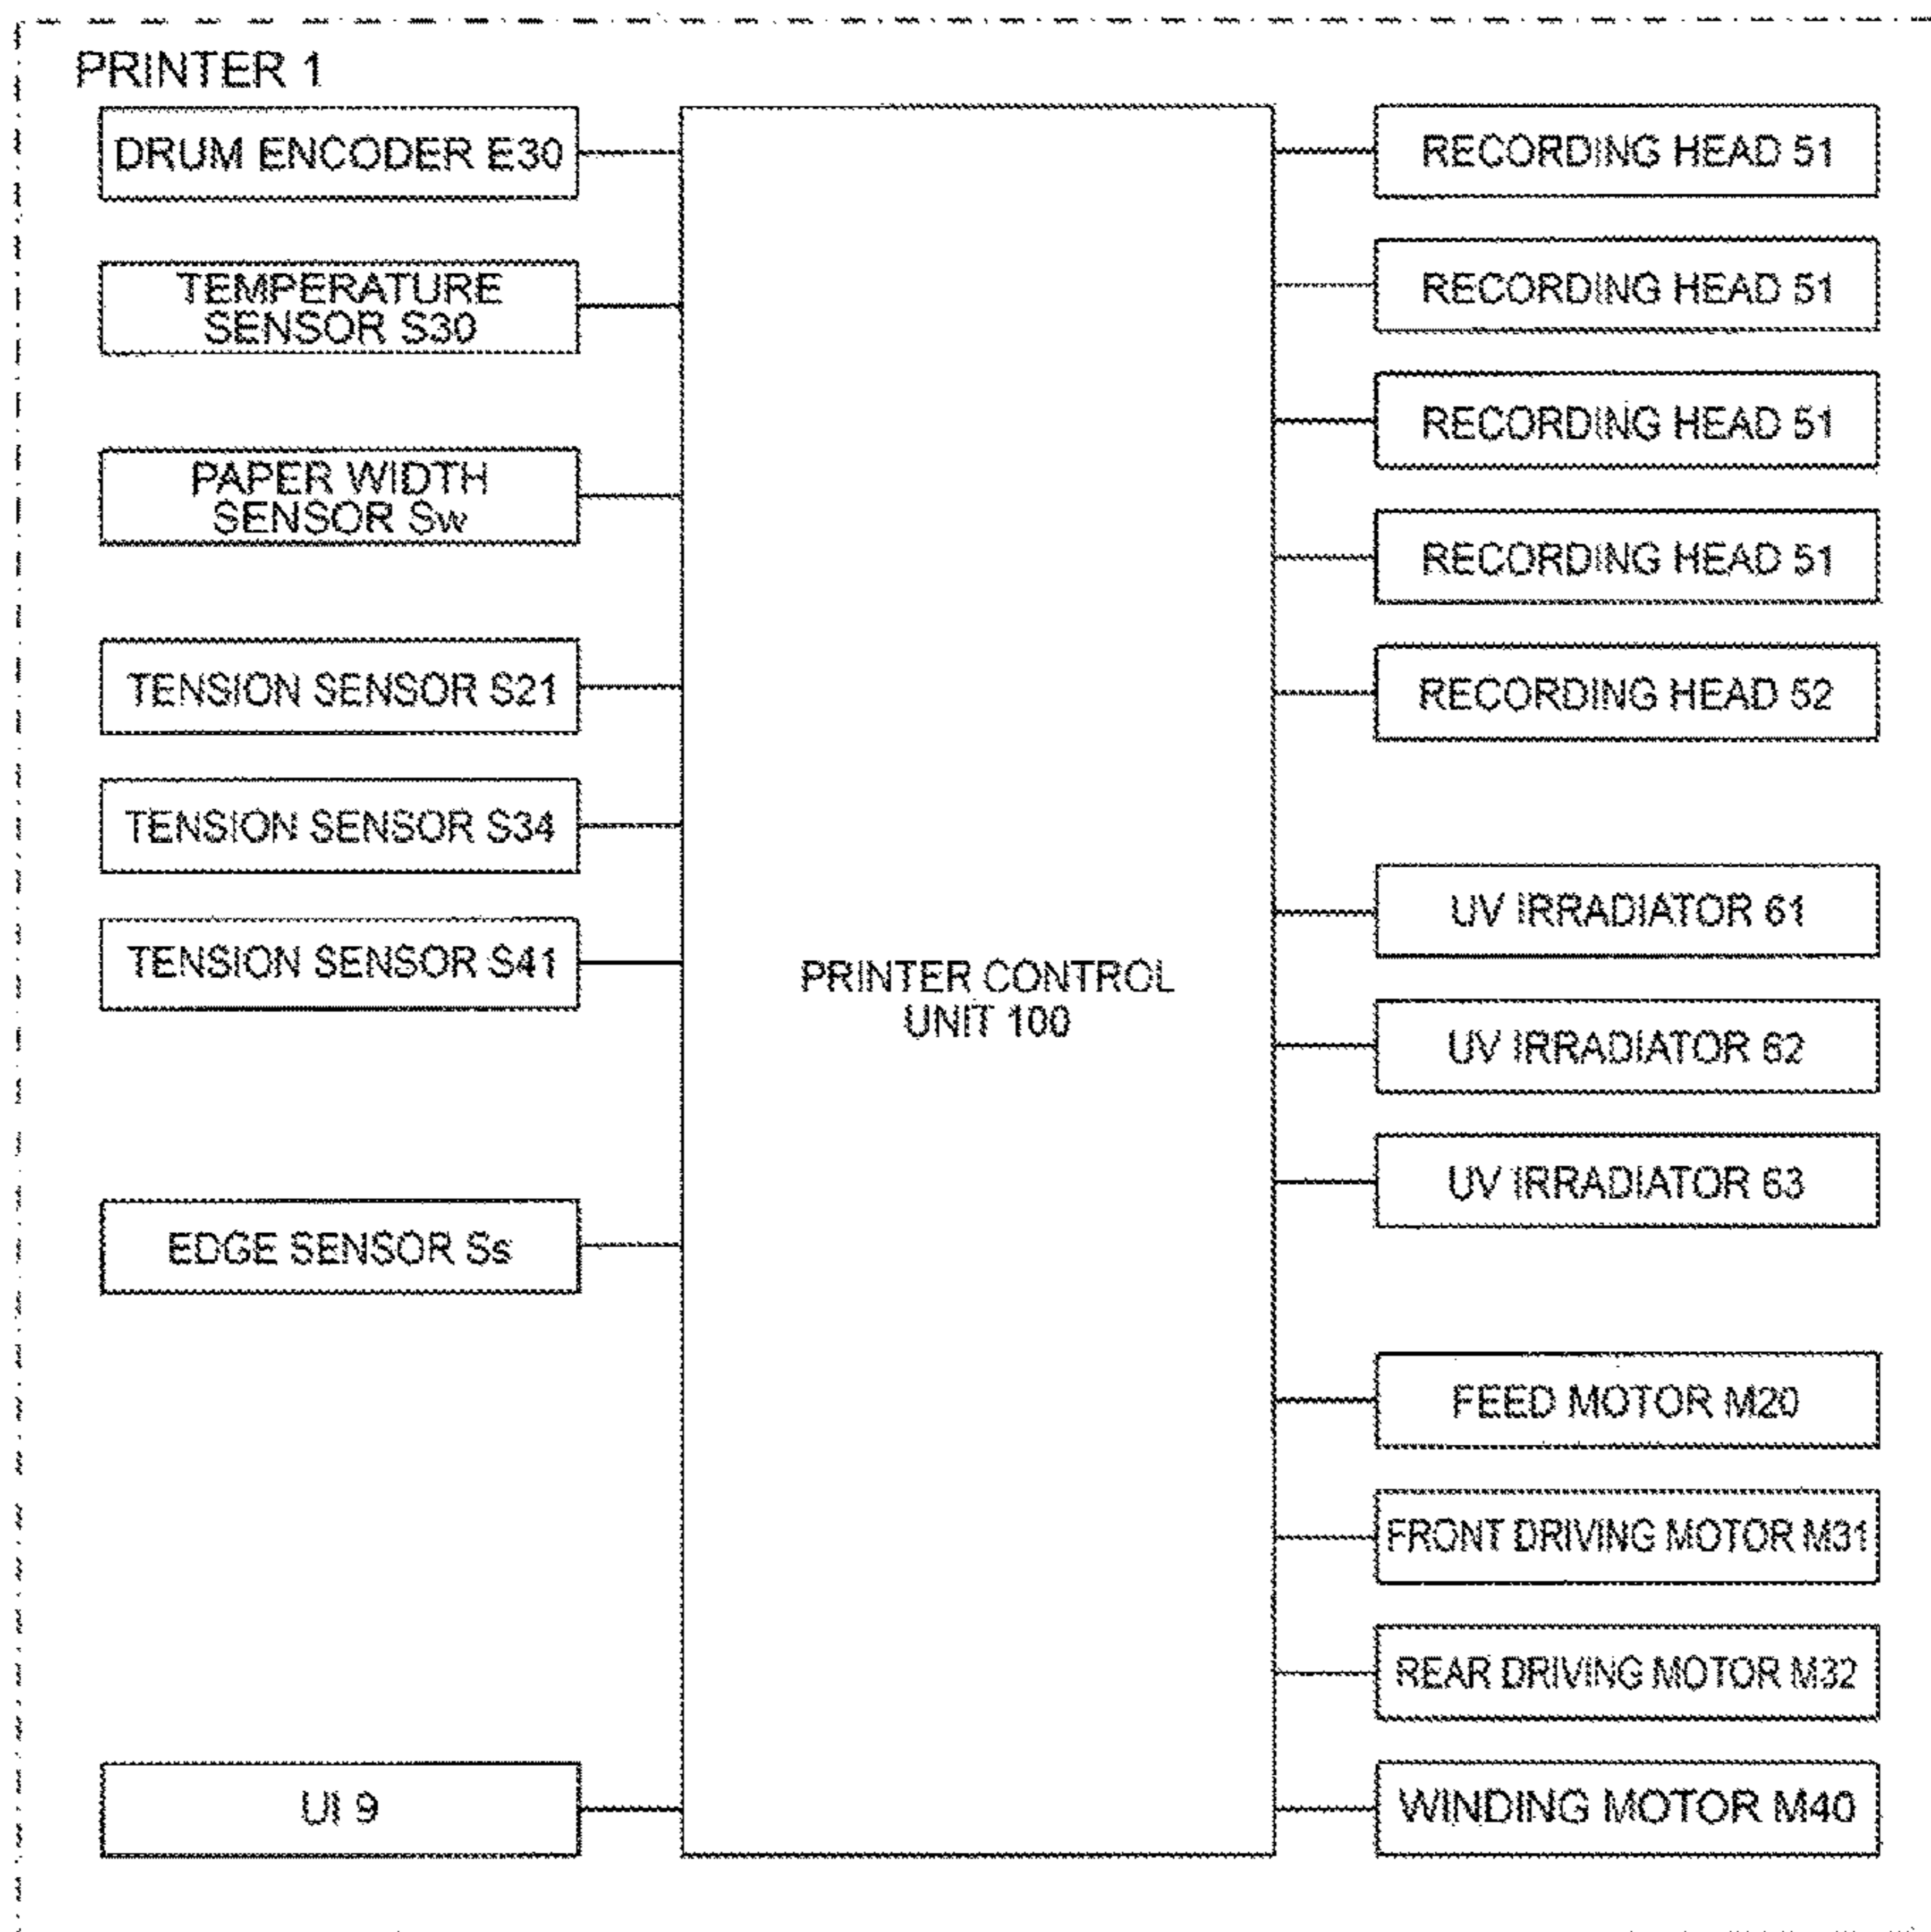 PRINTER 1
DRUM ENCODER E30
TEMPERATURE
SENSOR S30
PAPER WIDTH
SENSOR Sw
TENSION SENSOR S21
TENSION SENSOR S34
TENSION SENSOR S41
EDGE SENSOR Ss
UI 9
PRINTER CONTROL
UNIT 100
RECORDING HEAD 51
RECORDING HEAD 51
RECORDING HEAD 51
RECORDING HEAD 51
RECORDING HEAD 52
UV IRRADIATOR 61
UV IRRADIATOR 62
UV IRRADIATOR 63
FEED MOTOR M20
FRONT DRIVING MOTOR M31
REAR DRIVING MOTOR M32
WINDING MOTOR M40